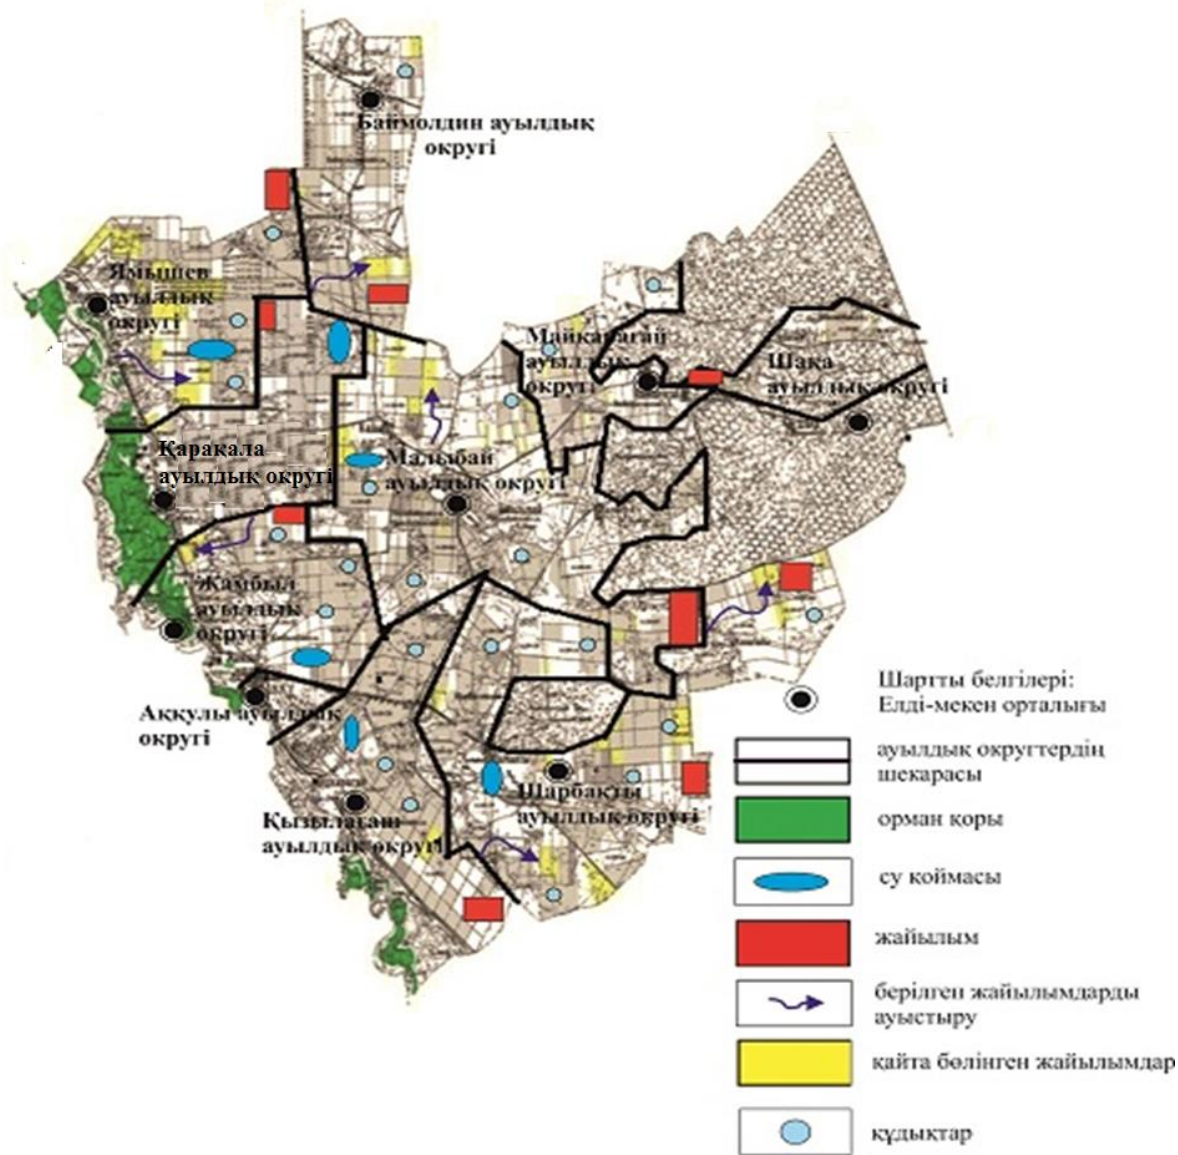 Баймолдин ауылдық
округі
Ямышев
ауылдық
округі
Майқарағай
ауылдық
округі
Шақа
ауылдық округі
Қарақала
ауылдық округі
Малыбай
ауылдық округі
Жамбыл
ауылдық
округі
Аққулы ауылдық
округі
Қызылағаш
ауылдық округі
Шарбақты
ауылдық округі
Шартты белгілері:
Елді-мекен орталығы
ауылдық округтердің
шекарасы
орман қоры
су қоймасы
жайылым
берілген жайылымдарды
ауыстыру
қайта бөлінген жайылымдар
құдықтар